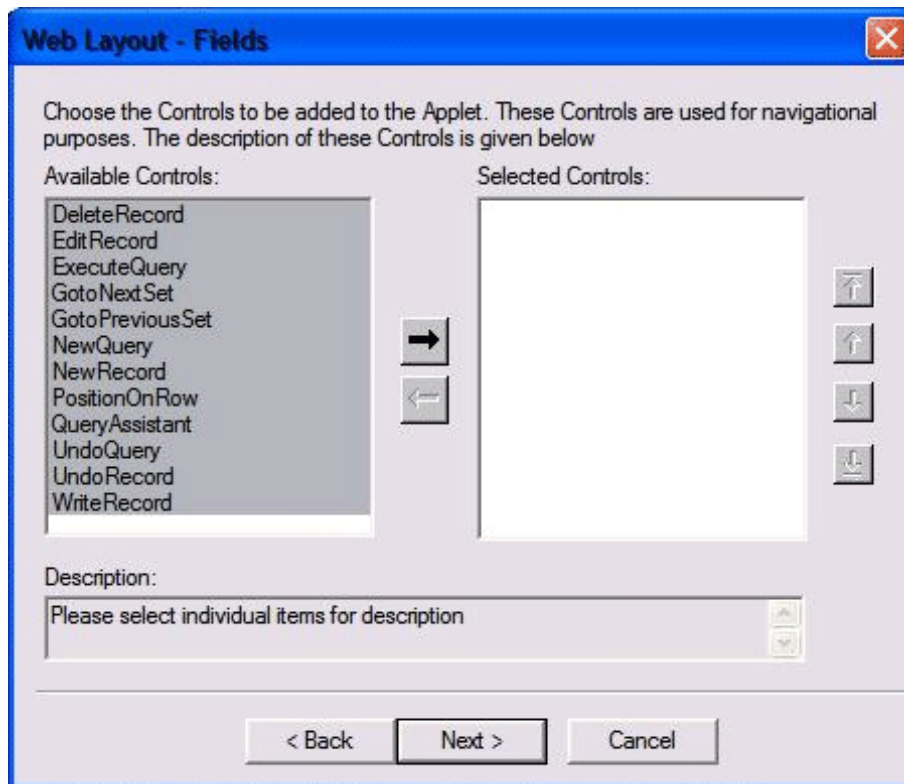 Web Layout - Fields
Choose the Controls to be added to the Applet. These Controls are used for navigational
purposes. The description of these Controls is given below
Available Controls:
Selected Controls:
DeleteRecord
EditRecord
ExecuteQuery
GotoNextSet
GotoPreviousSet
NewQuery
NewRecord
PositionOnRow
QueryAssistant
UndoQuery
UndoRecord
WriteRecord
Description:
Please select individual items for description
< Back
Next >
Cancel